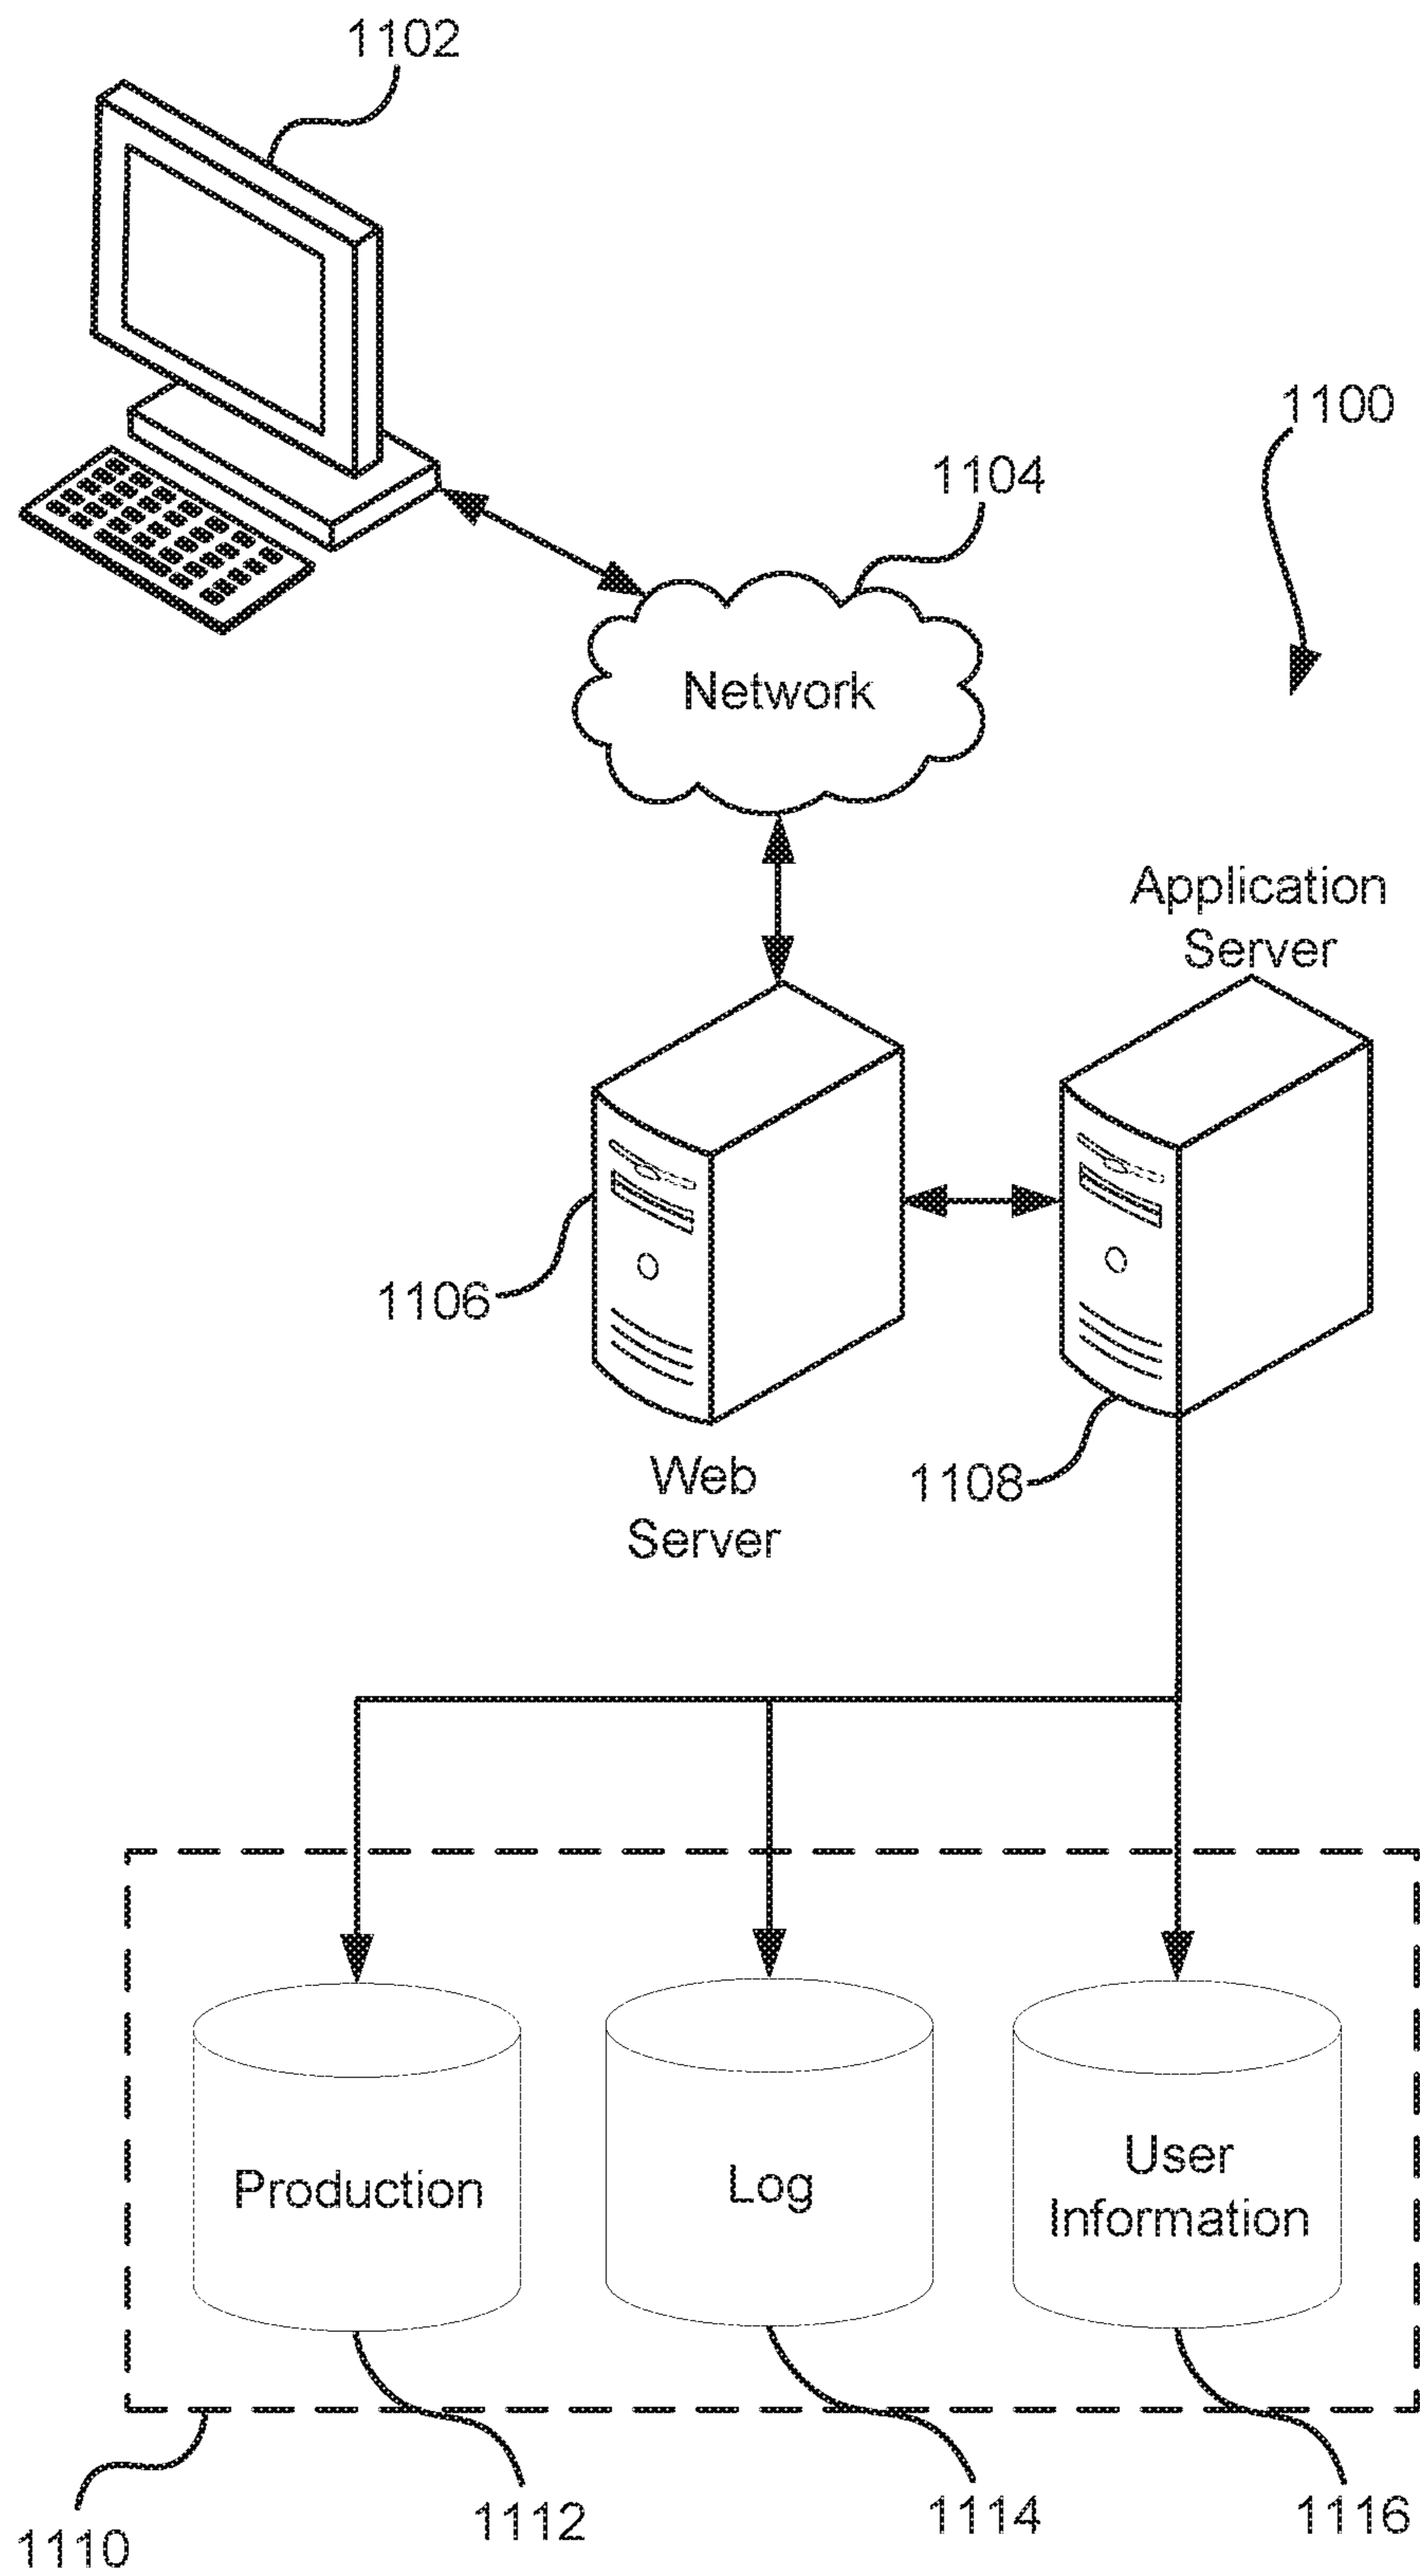 1102
1100
1104
Network
Application
Server
1106
Web
Server
1108
Production
Log
User
Information
1110
1112
1114
1116